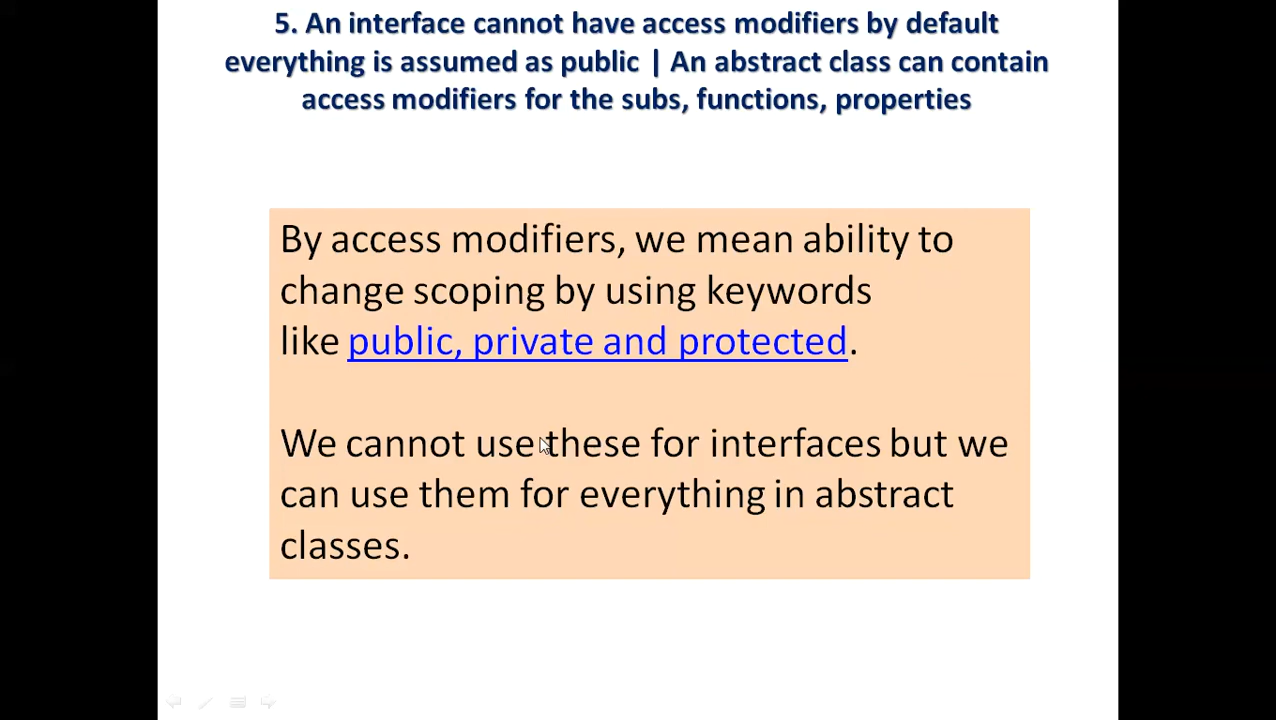 5. An interface cannot have access modifiers by default
everything is assumed as public | An abstract class can contain
access modifiers for the subs, functions, properties
By access modifiers, we mean ability to
change scoping by using keywords
like public, private and protected.
We cannot use these for interfaces but we
can use them for everything in abstract
classes.